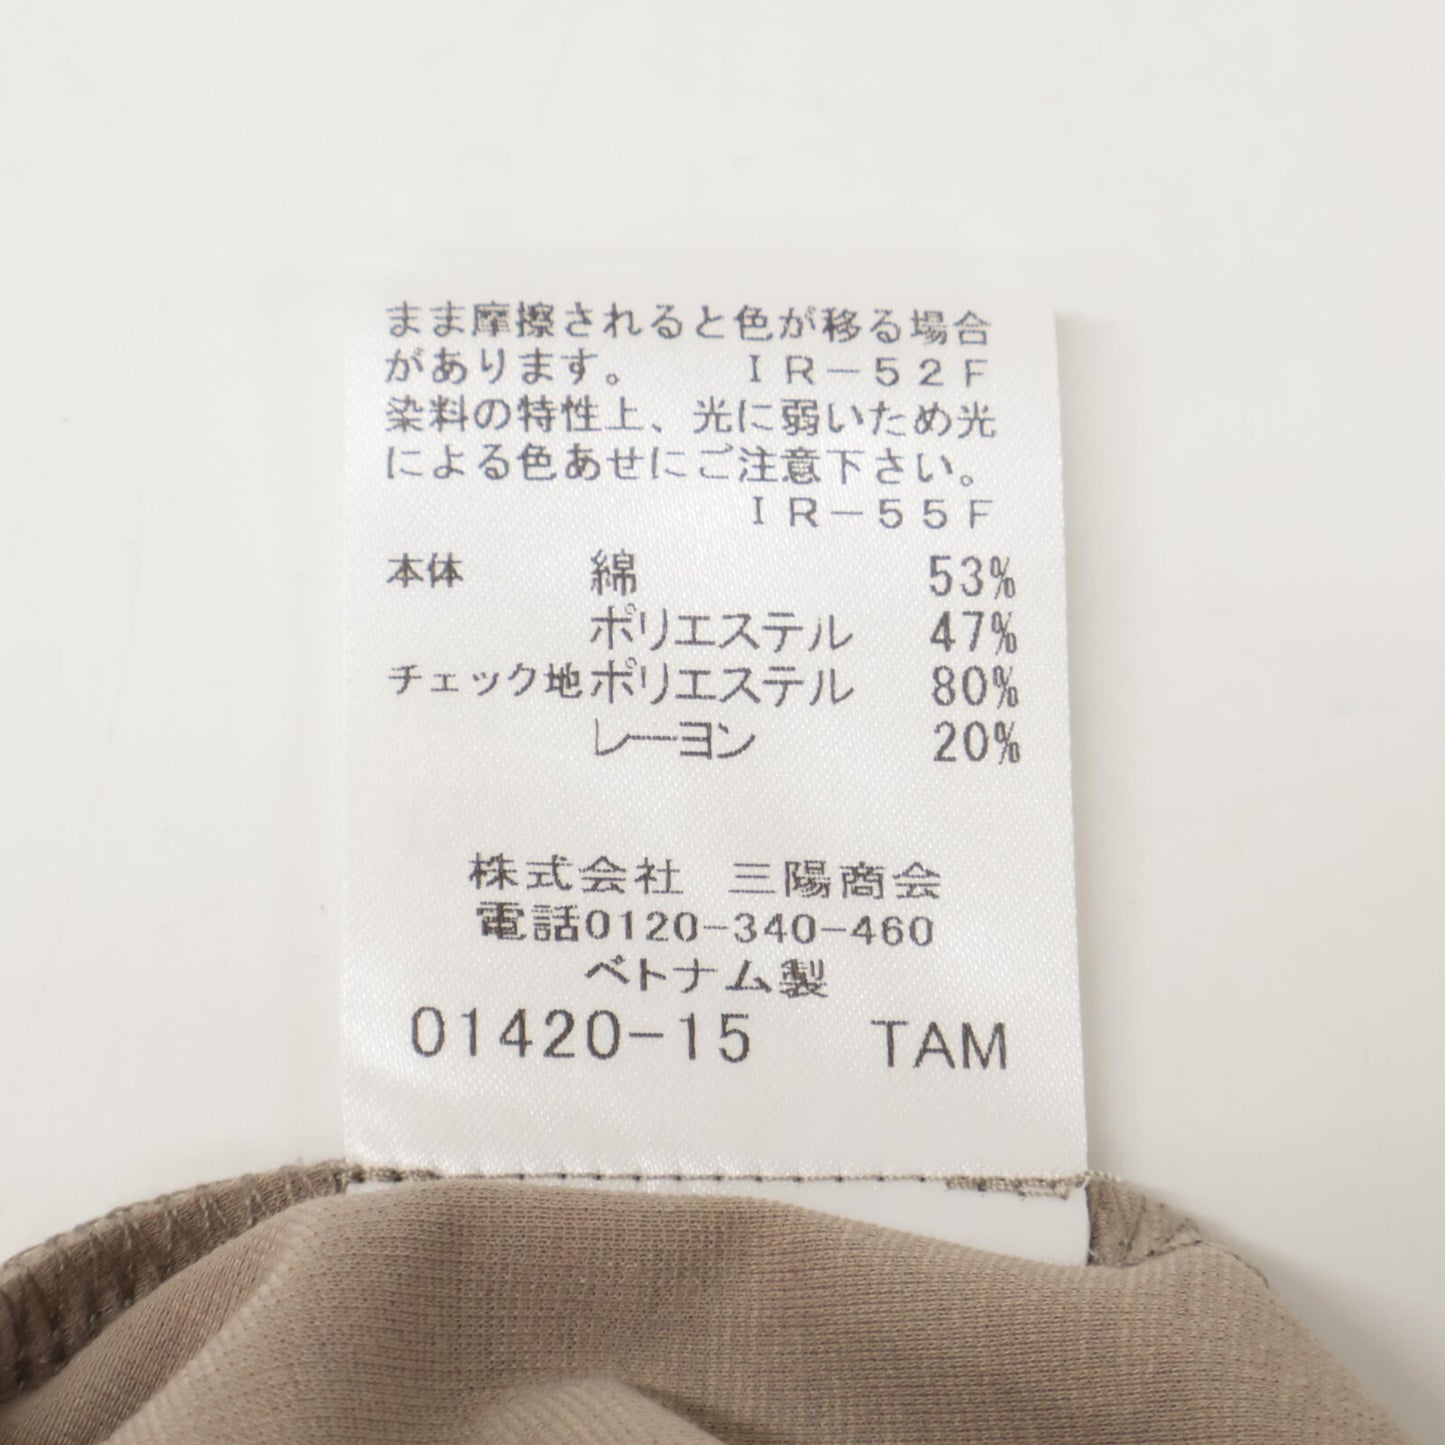 まま摩擦されると色が移る場合
があります。　　ＩＲ－５２Ｆ
染料の特性上、光に弱いため光
による色あせにご注意下さい。
ＩＲ－５５Ｆ
本体　綿　53%
ポリエステル　47%
チェック地ポリエステル　80%
レーヨン　20%
株式会社　三陽商会
電話0120-340-460
ベトナム製
01420-15　TAM